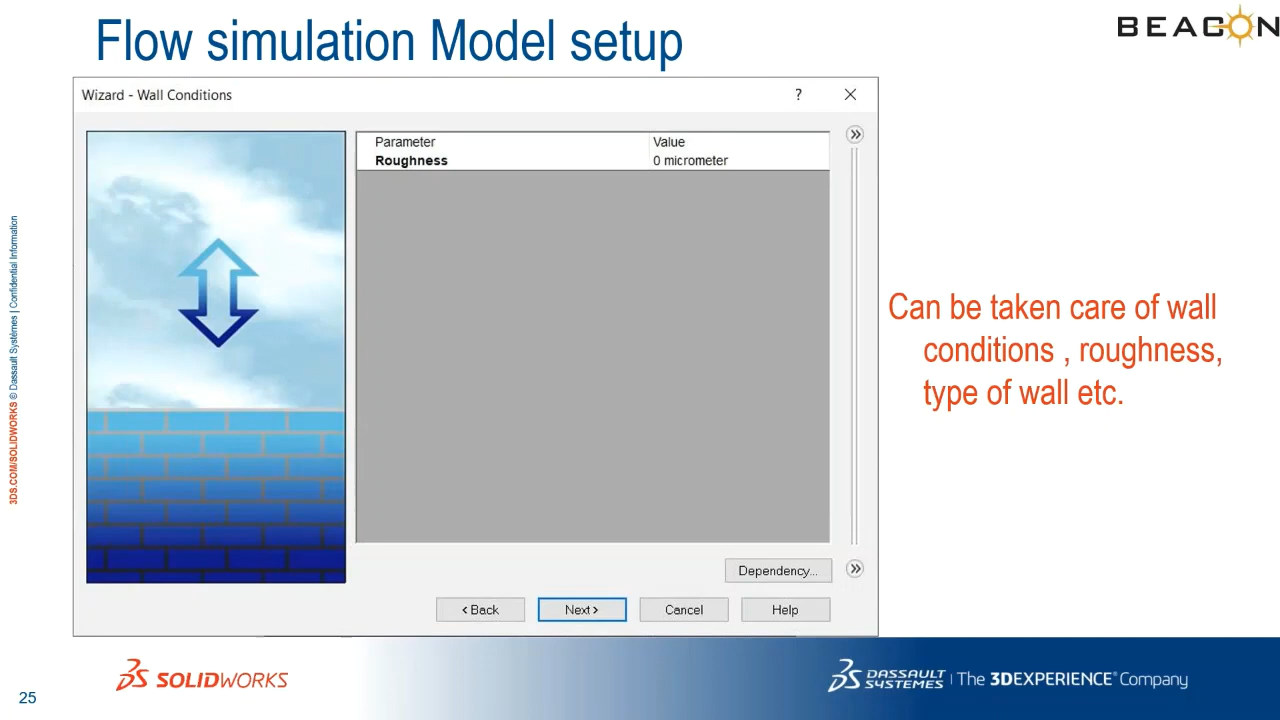 Flow simulation Model setup
BEACON
Wizard - Wall Conditions
?
Parameter Value
Roughness 0 micrometer
Can be taken care of wall
conditions , roughness,
type of wall etc.
Dependency...
< Back Next > Cancel Help
3DS.COM/SOLIDWORKS © Dassault Systèmes | Confidential Information
SOLIDWORKS
DASSAULT SYSTEMES | The 3DEXPERIENCE® Company
25